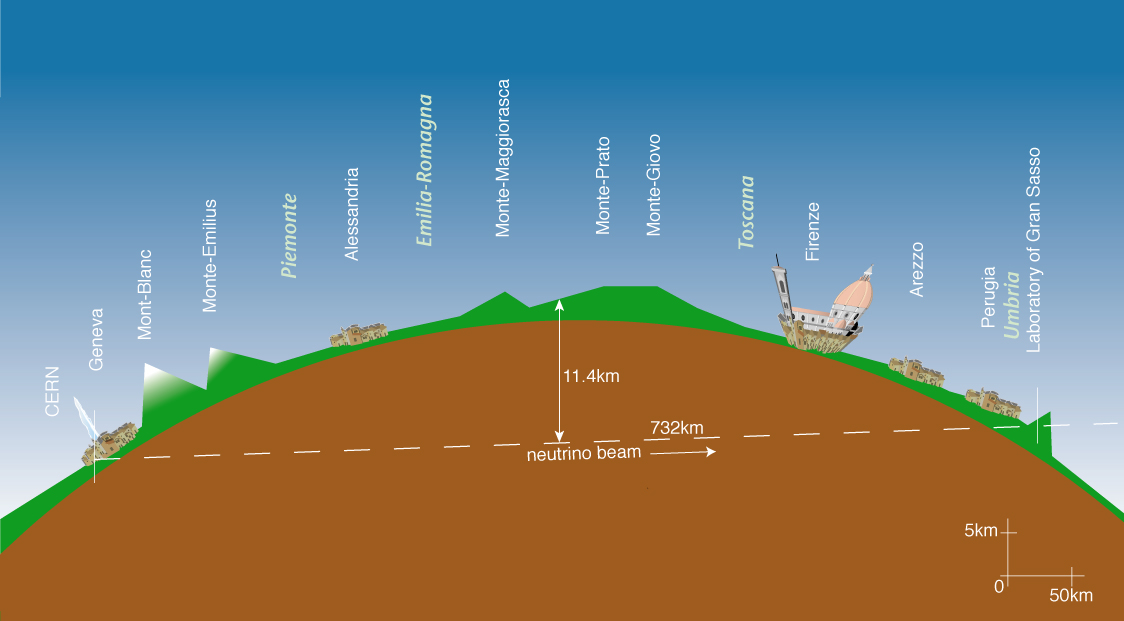 CERN
Geneva
Mont-Blanc
Monte-Emilius
Piemonte
Alessandria
Emilia-Romagna
Monte-Maggiorasca
Monte-Prato
Monte-Giovo
Toscana
Firenze
Arezzo
Perugia
Umbria
Laboratory of Gran Sasso
11.4km
732km
neutrino beam
5km
0
50km